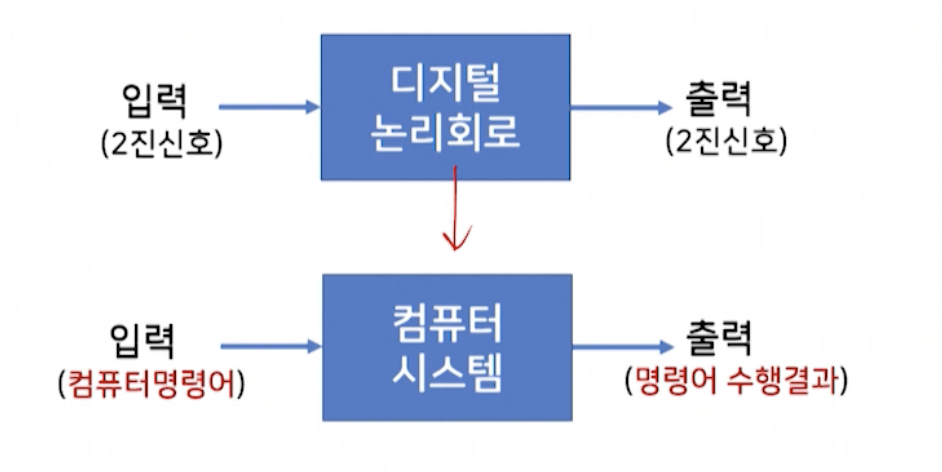 입력
(2진신호)
디지털
논리회로
출력
(2진신호)
입력
(컴퓨터명령어)
컴퓨터
시스템
출력
(명령어 수행결과)